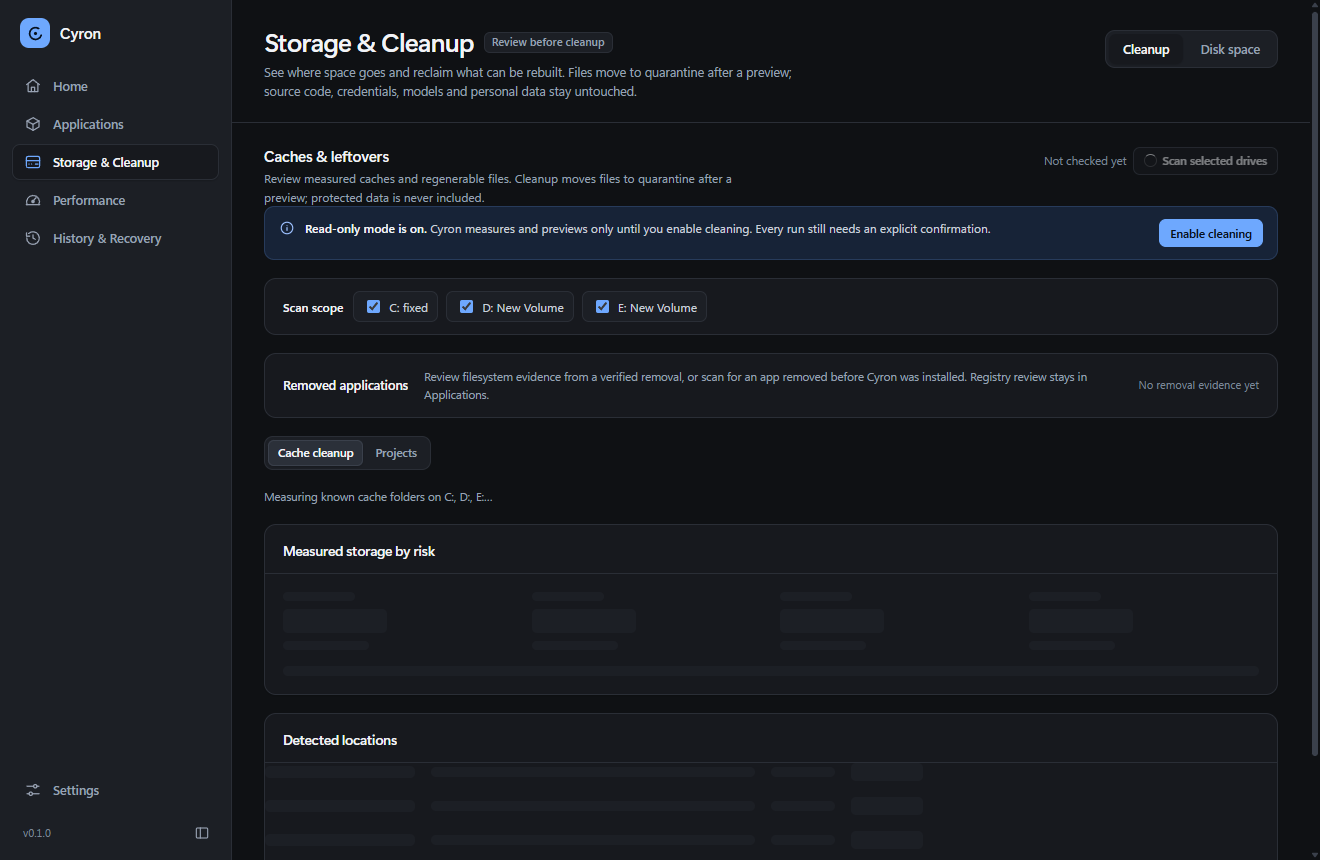 Cyron
Home
Applications
Storage & Cleanup
Performance
History & Recovery
Settings
v0.1.0
Storage & Cleanup
Review before cleanup
See where space goes and reclaim what can be rebuilt. Files move to quarantine after a preview;
source code, credentials, models and personal data stay untouched.
Cleanup
Disk space
Caches & leftovers
Review measured caches and regenerable files. Cleanup moves files to quarantine after a
preview; protected data is never included.
Not checked yet
Scan selected drives
Read-only mode is on. Cyron measures and previews only until you enable cleaning. Every run still needs an explicit confirmation.
Enable cleaning
Scan scope
C: fixed
D: New Volume
E: New Volume
Removed applications
Review filesystem evidence from a verified removal, or scan for an app removed before Cyron was installed. Registry review stays in
Applications.
No removal evidence yet
Cache cleanup
Projects
Measuring known cache folders on C:, D:, E:...
Measured storage by risk
Detected locations